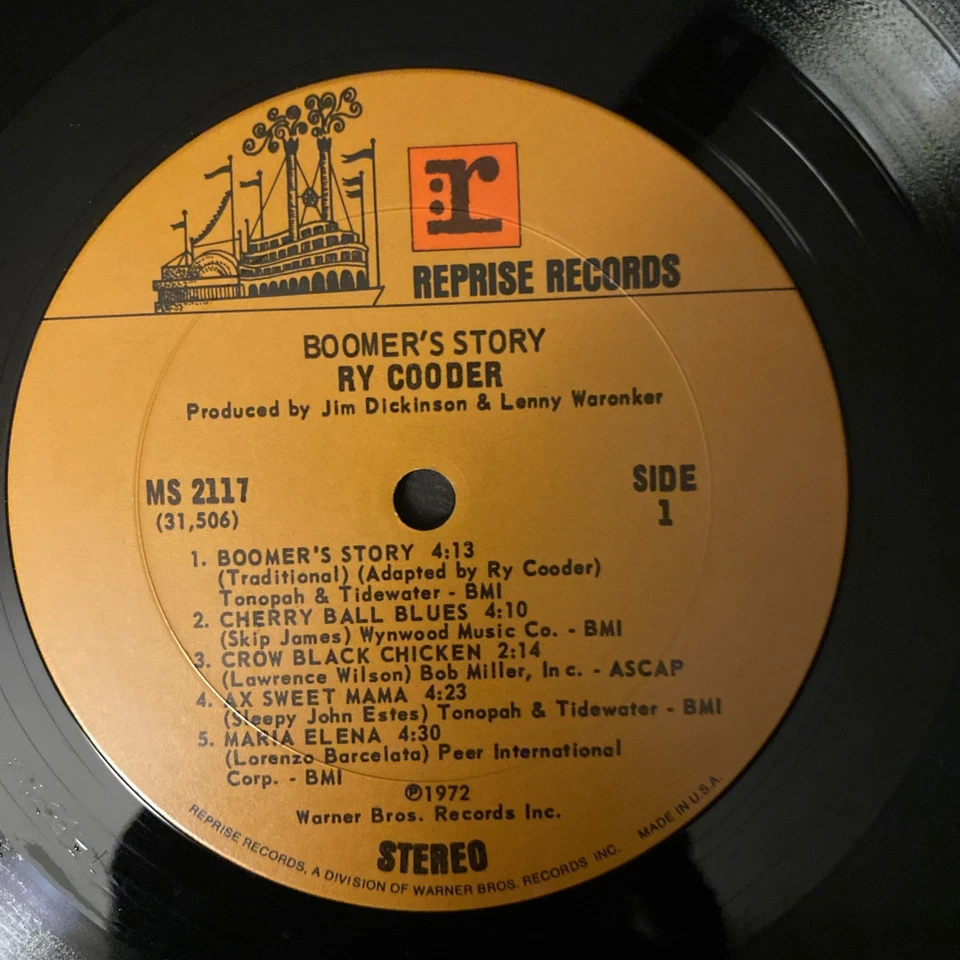 :r
REPRISE RECORDS
BOOMER'S STORY
RY COODER
Produced by Jim Dickinson & Lenny Waronker
MS 2117
(31,506)
SIDE
1
1. BOOMER'S STORY 4:13
(Traditional) (Adapted by Ry Cooder)
Tonopah & Tidewater - BMI
2. CHERRY BALL BLUES 4:10
(Skip James) Wynwood Music Co. - BMI
3. CROW BLACK CHICKEN 2:14
(Lawrence Wilson) Bob Miller, Inc. - ASCAP
4. AX SWEET MAMA 4:23
(Sleepy John Estes) Tonopah & Tidewater - BMI
5. MARIA ELENA 4:30
(Lorenzo Barcelata) Peer International
Corp. - BMI
℗1972
Warner Bros. Records Inc.
STEREO
REPRISE RECORDS, A DIVISION OF WARNER BROS. RECORDS INC. MADE IN U.S.A.